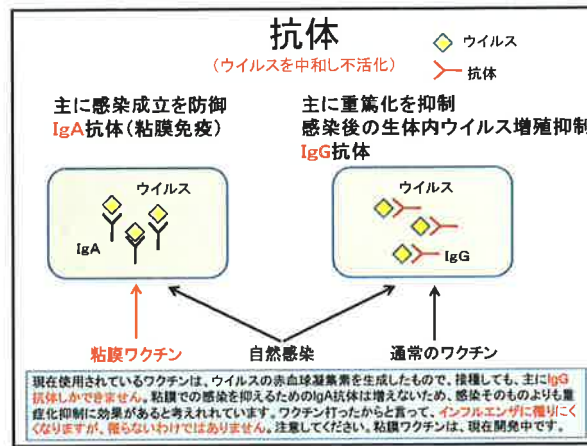 抗体
(ウイルスを中和し不活化)
ウイルス
抗体
主に感染成立を防御
IgA抗体(粘膜免疫)
主に重篤化を抑制
感染後の生体内ウイルス増殖抑制
IgG抗体
ウイルス
IgA
ウイルス
IgG
粘膜ワクチン
自然感染
通常のワクチン
現在使用されているワクチンは、ウイルスの赤血球凝集素を生成したもので、接種しても、主にIgG
抗体しかできません。粘膜での感染を抑えるためのIgA抗体は増えないため、感染そのものよりも重
症化抑制に効果があると考えれれています。ワクチン打ったからと言って、インフルエンザに罹りにく
くなりますが、罹らないわけではありません。注意してください。粘膜ワクチンは、現在開発中です。